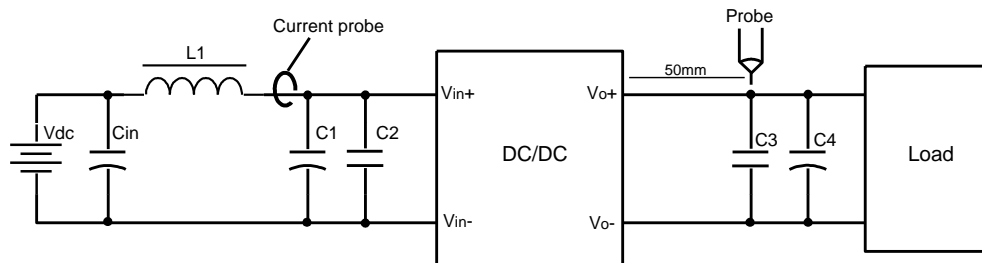 Current probe
Probe
L1
50mm
Vin+
Vo+
Vdc
Cin
C1
C2
DC/DC
C3
C4
Load
Vin-
Vo-